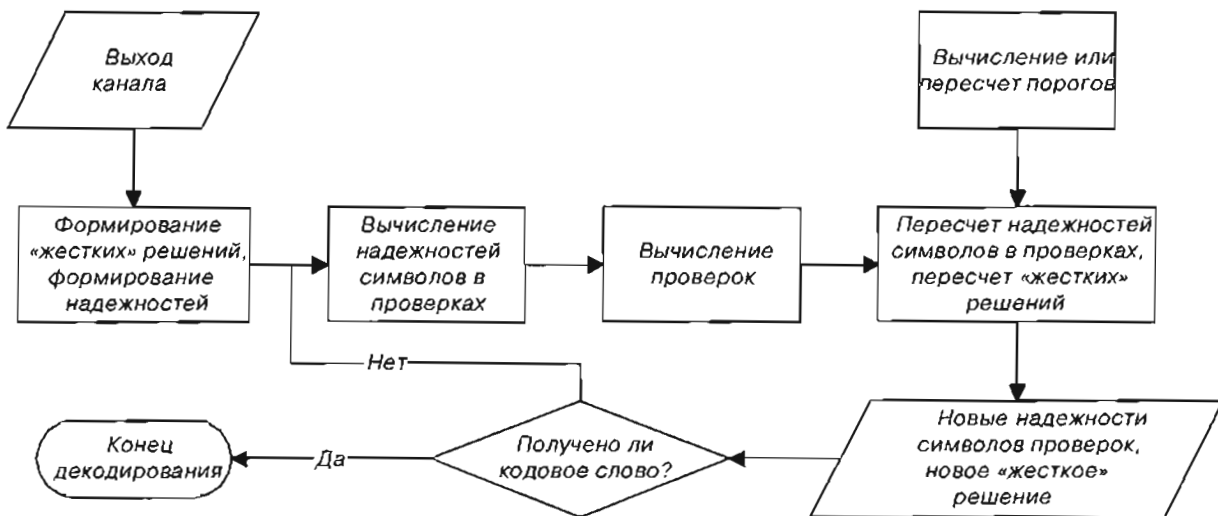 Выход
канала
Вычисление или
пересчет порогов
Формирование
«жестких» решений,
формирование
надежностей
Вычисление
надежностей
символов в
проверках
Вычисление
проверок
Пересчет надежностей
символов в проверках,
пересчет «жестких»
решений
Нет
Конец
декодирования
Да
Получено ли
кодовое слово?
Новые надежности
символов проверок,
новое «жесткое»
решение